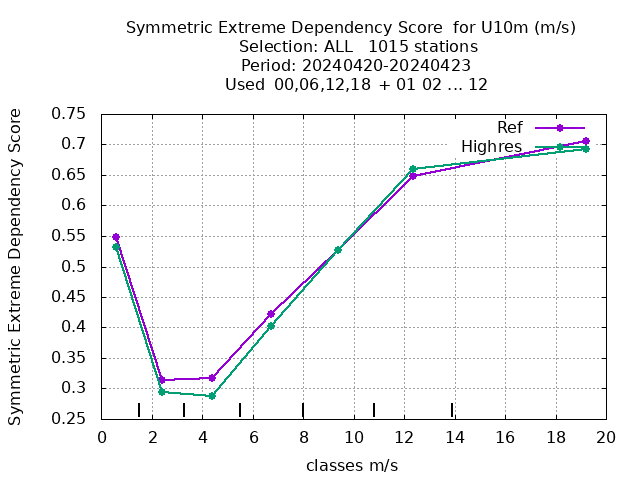 Symmetric Extreme Dependency Score  for U10m (m/s)
Selection: ALL   1015 stations
Period: 20240420-20240423
Used  00,06,12,18 + 01 02 ... 12
Symmetric Extreme Dependency Score
0.75
0.7
0.65
0.6
0.55
0.5
0.45
0.4
0.35
0.3
0.25
Ref
Highres
0 2 4 6 8 10 12 14 16 18 20
classes m/s